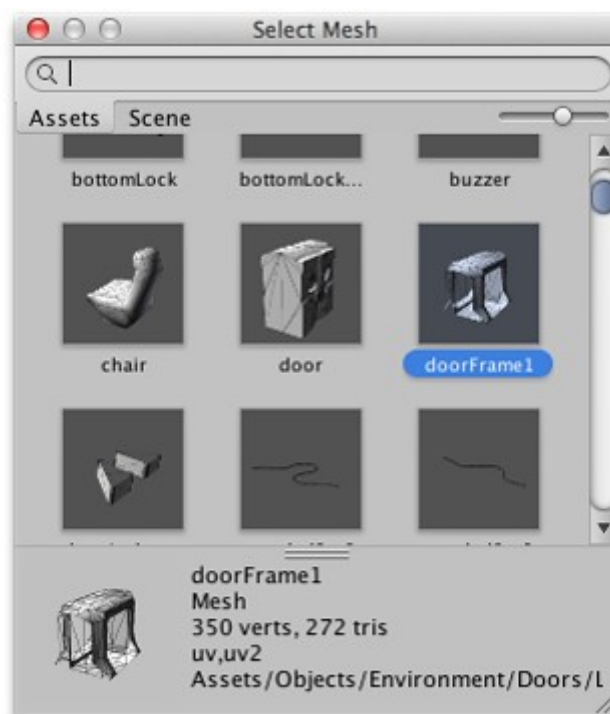 Select Mesh
Assets Scene
bottomLock bottomLock... buzzer
chair door doorFrame1
doorFrame1
Mesh
350 verts, 272 tris
uv,uv2
Assets/Objects/Environment/Doors/L